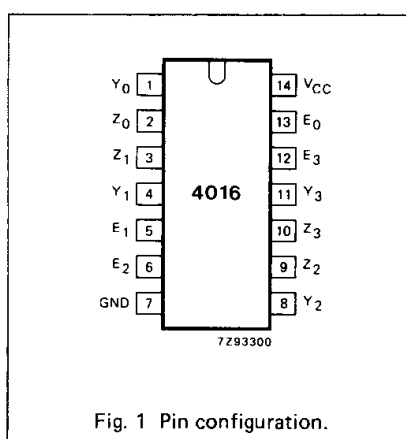 Y0 1 14 VCC
Z0 2 13 E0
Z1 3 12 E3
Y1 4 4016 11 Y3
E1 5 10 Z3
E2 6 9 Z2
GND 7 8 Y2
7Z93300
Fig. 1 Pin configuration.